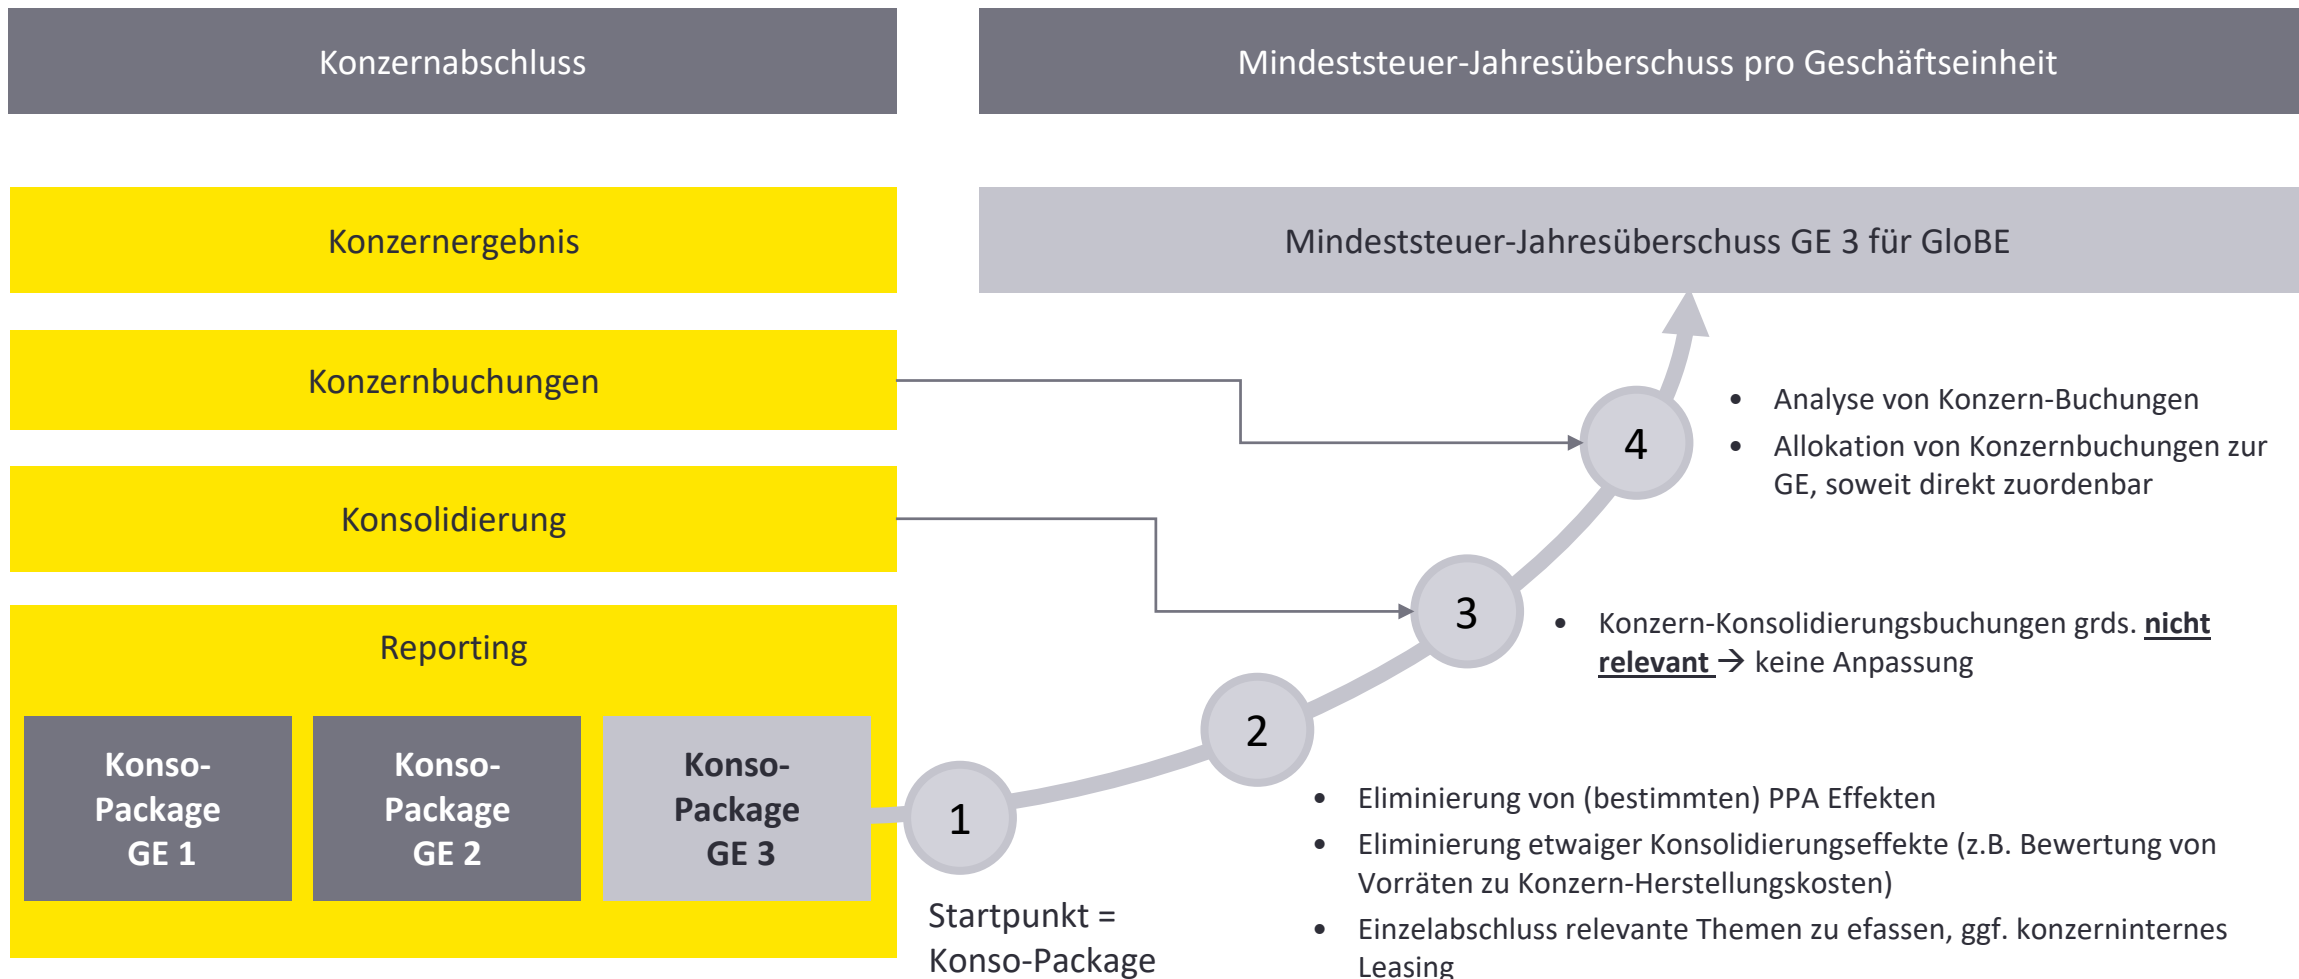 Konzernabschluss
Mindeststeuer-Jahresüberschuss pro Geschäftseinheit
Konzernergebnis
Mindeststeuer-Jahresüberschuss GE 3 für GloBE
Konzernbuchungen
4
• Analyse von Konzern-Buchungen
• Allokation von Konzernbuchungen zur
GE, soweit direkt zuordenbar
Konsolidierung
3
• Konzern-Konsolidierungsbuchungen grds. nicht
relevant → keine Anpassung
Reporting
Konso-
Package
GE 1
Konso-
Package
GE 2
Konso-
Package
GE 3
1
Startpunkt =
Konso-Package
2
• Eliminierung von (bestimmten) PPA Effekten
• Eliminierung etwaiger Konsolidierungseffekte (z.B. Bewertung von
Vorräten zu Konzern-Herstellungskosten)
• Einzelabschluss relevante Themen zu efassen, ggf. konzerninternes
Leasing